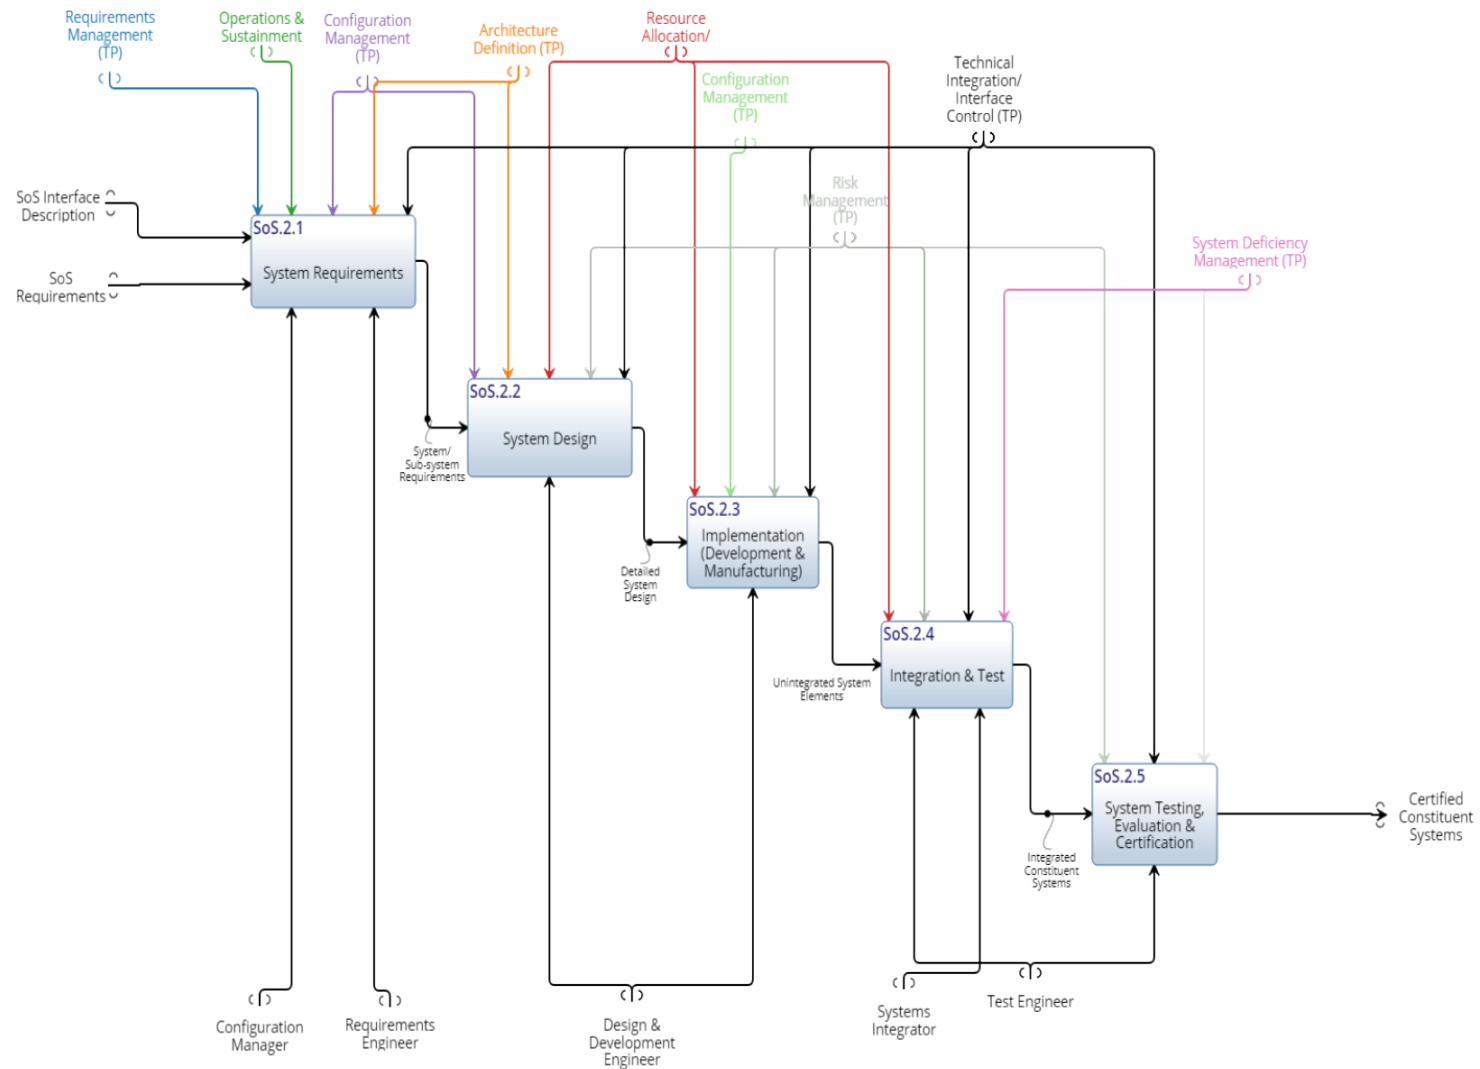 Requirements
Management
(TP)
Operations &
Sustainment
Configuration
Management
(TP)
Architecture
Definition (TP)
Resource
Allocation/
Configuration
Management
(TP)
Technical
Integration/
Interface
Control (TP)
Risk
Management
(TP)
System Deficiency
Management (TP)
SoS Interface
Description
SoS
Requirements
SoS.2.1
System Requirements
System/
Sub-system
Requirements
SoS.2.2
System Design
Detailed
System
Design
SoS.2.3
Implementation
(Development &
Manufacturing)
Unintegrated System
Elements
SoS.2.4
Integration & Test
Integrated
Constituent
Systems
SoS.2.5
System Testing,
Evaluation &
Certification
Certified
Constituent
Systems
Configuration
Manager
Requirements
Engineer
Design &
Development
Engineer
Systems
Integrator
Test Engineer